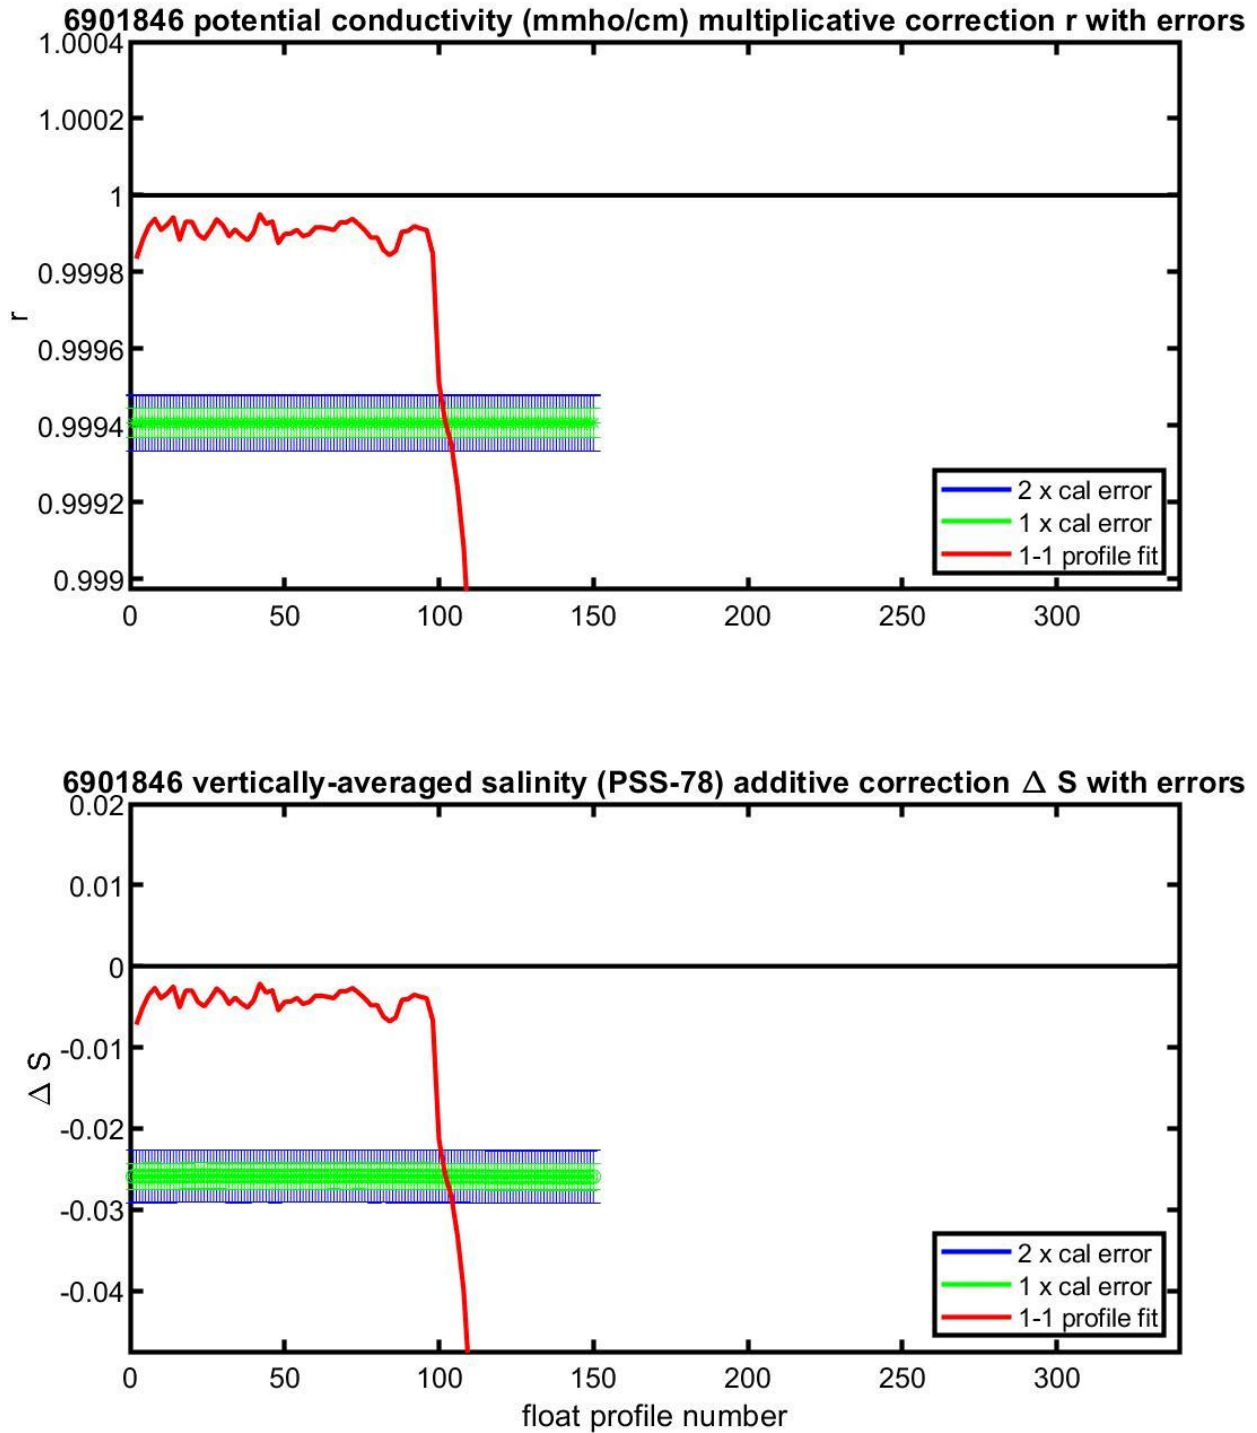 6901846 potential conductivity (mmho/cm) multiplicative correction r with errors
1.0004
1.0002
1
0.9998
0.9996
0.9994
0.9992
0.999
r
2 x cal error
1 x cal error
1-1 profile fit
0 50 100 150 200 250 300
6901846 vertically-averaged salinity (PSS-78) additive correction Δ S with errors
0.02
0.01
0
-0.01
-0.02
-0.03
-0.04
Δ S
2 x cal error
1 x cal error
1-1 profile fit
0 50 100 150 200 250 300
float profile number